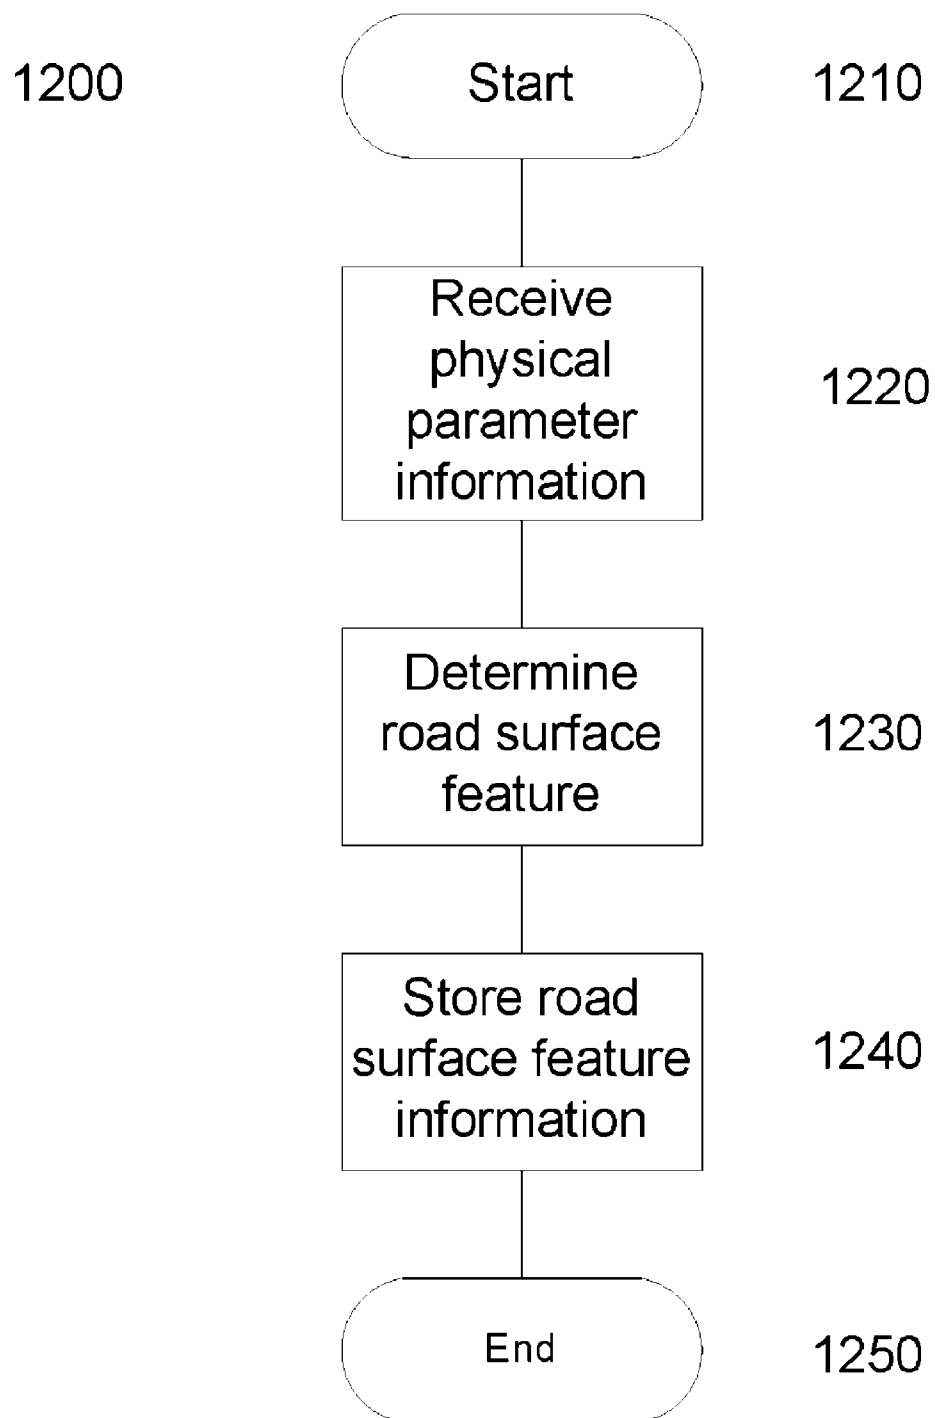 1200
Start
1210
Receive
physical
parameter
information
1220
Determine
road surface
feature
1230
Store road
surface feature
information
1240
End
1250